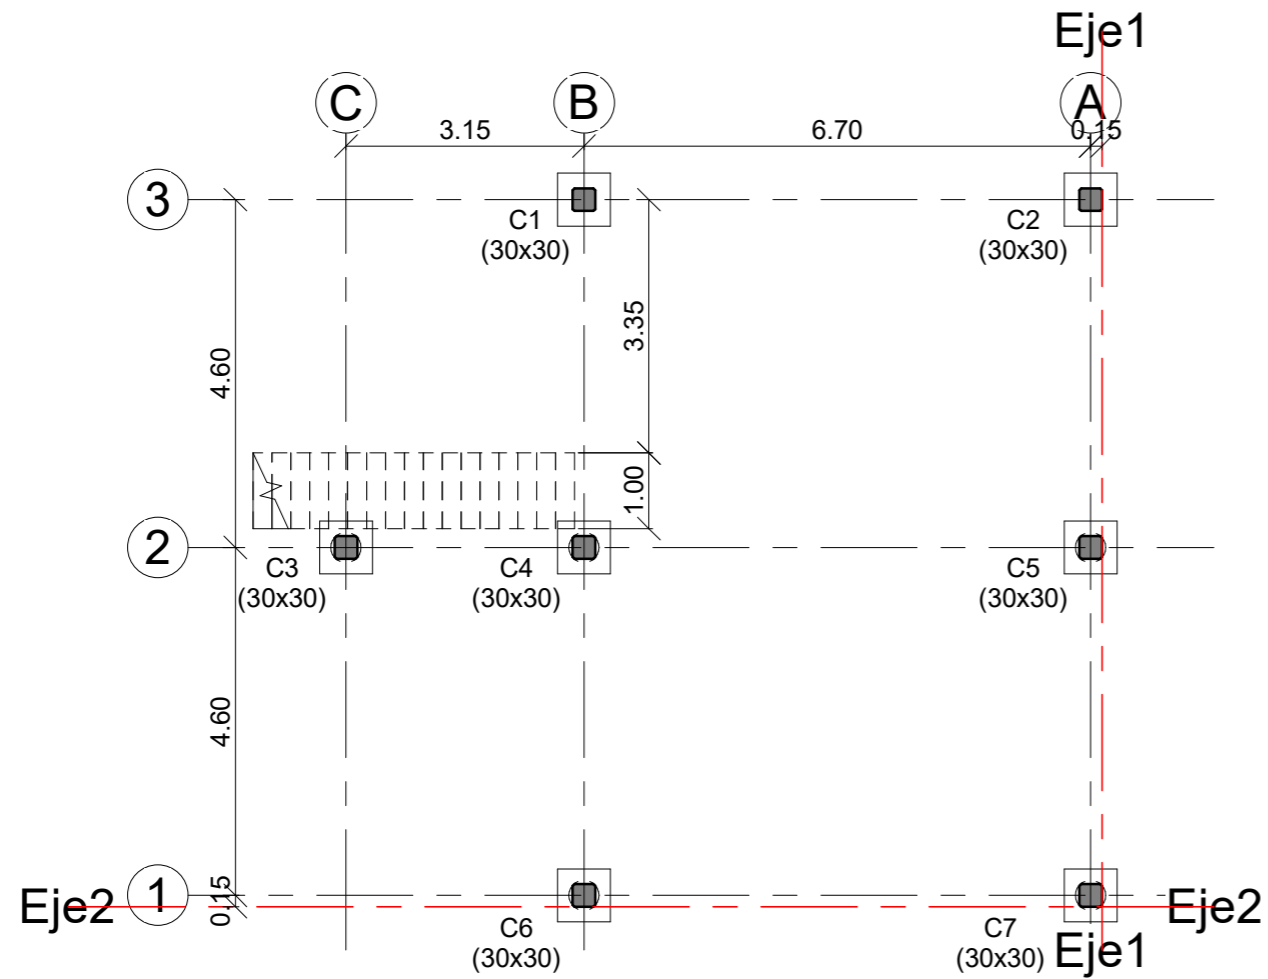 Eje1
C
B
A
3.15
6.70
0.15
3
C1
(30x30)
C2
(30x30)
4.60
3.35
1.00
2
C3
(30x30)
C4
(30x30)
C5
(30x30)
4.60
0.15
1
Eje2
Eje2
C6
(30x30)
C7
(30x30)
Eje1